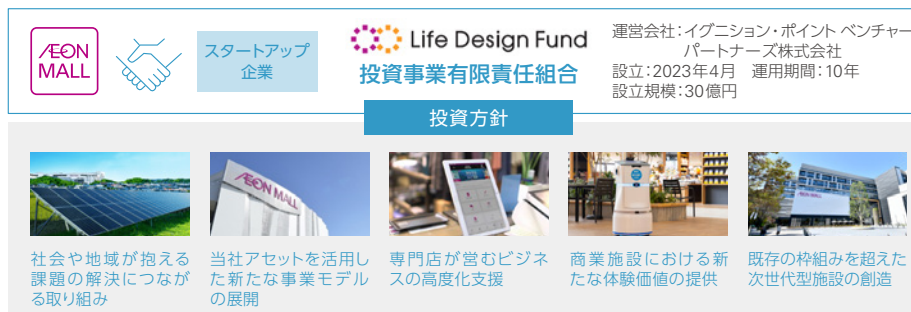 ÆON
MALL
スタートアップ
企業
Life Design Fund
投資事業有限責任組合
運営会社：イグニション・ポイント ベンチャー
パートナーズ株式会社
設立：2023年4月　運用期間：10年
設立規模：30億円
投資方針
ÆON MALL
ÆON MALL
社会や地域が抱える
課題の解決につなが
る取り組み
当社アセットを活用し
た新たな事業モデル
の展開
専門店が営むビジネ
スの高度化支援
商業施設における新
たな体験価値の提供
既存の枠組みを超えた
次世代型施設の創造